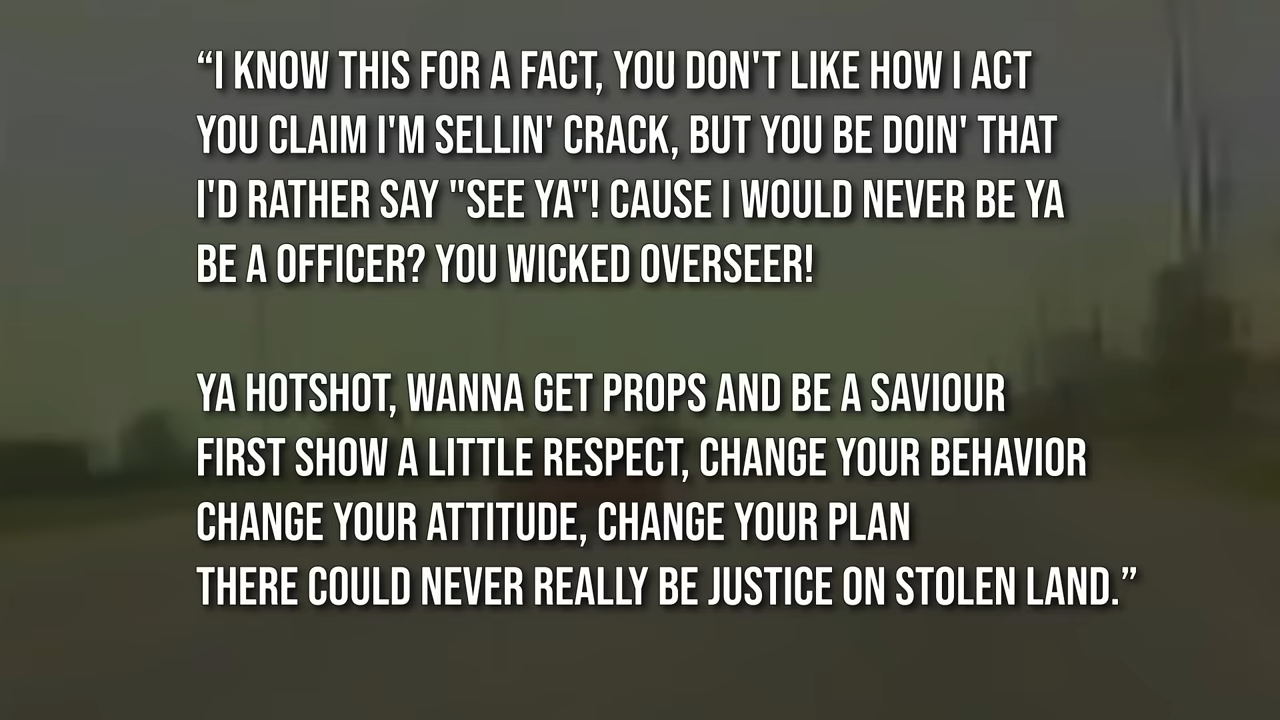 “I KNOW THIS FOR A FACT, YOU DON'T LIKE HOW I ACT
YOU CLAIM I'M SELLIN' CRACK, BUT YOU BE DOIN' THAT
I'D RATHER SAY "SEE YA"! CAUSE I WOULD NEVER BE YA
BE A OFFICER? YOU WICKED OVERSEER!
YA HOTSHOT, WANNA GET PROPS AND BE A SAVIOUR
FIRST SHOW A LITTLE RESPECT, CHANGE YOUR BEHAVIOR
CHANGE YOUR ATTITUDE, CHANGE YOUR PLAN
THERE COULD NEVER REALLY BE JUSTICE ON STOLEN LAND.”